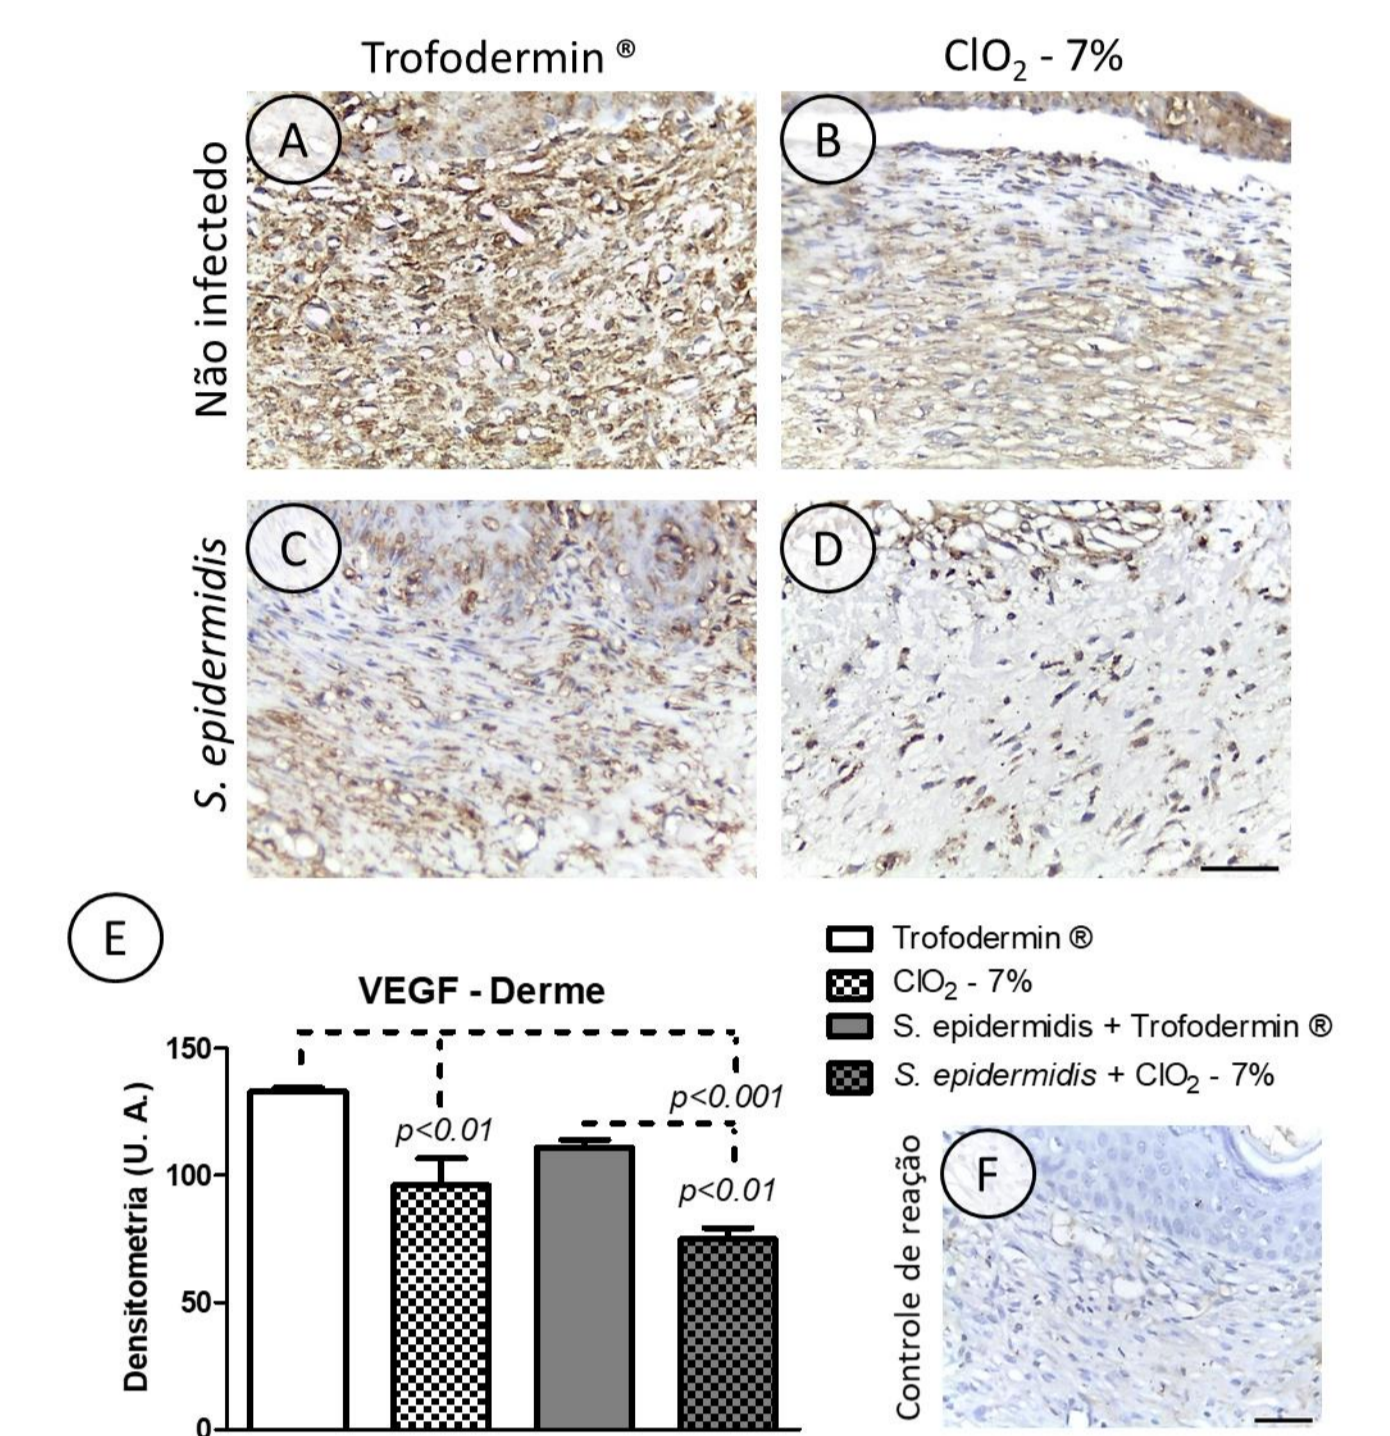 Trofodermin ®
ClO₂ - 7%
Não infectedo
A
B
S. epidermidis
C
D
E
VEGF - Derme
Densitometria (U. A.)
150
100
50
0
p<0.01
p<0.001
p<0.01
Trofodermin ®
ClO₂ - 7%
S. epidermidis + Trofodermin ®
S. epidermidis + ClO₂ - 7%
Controle de reação
F